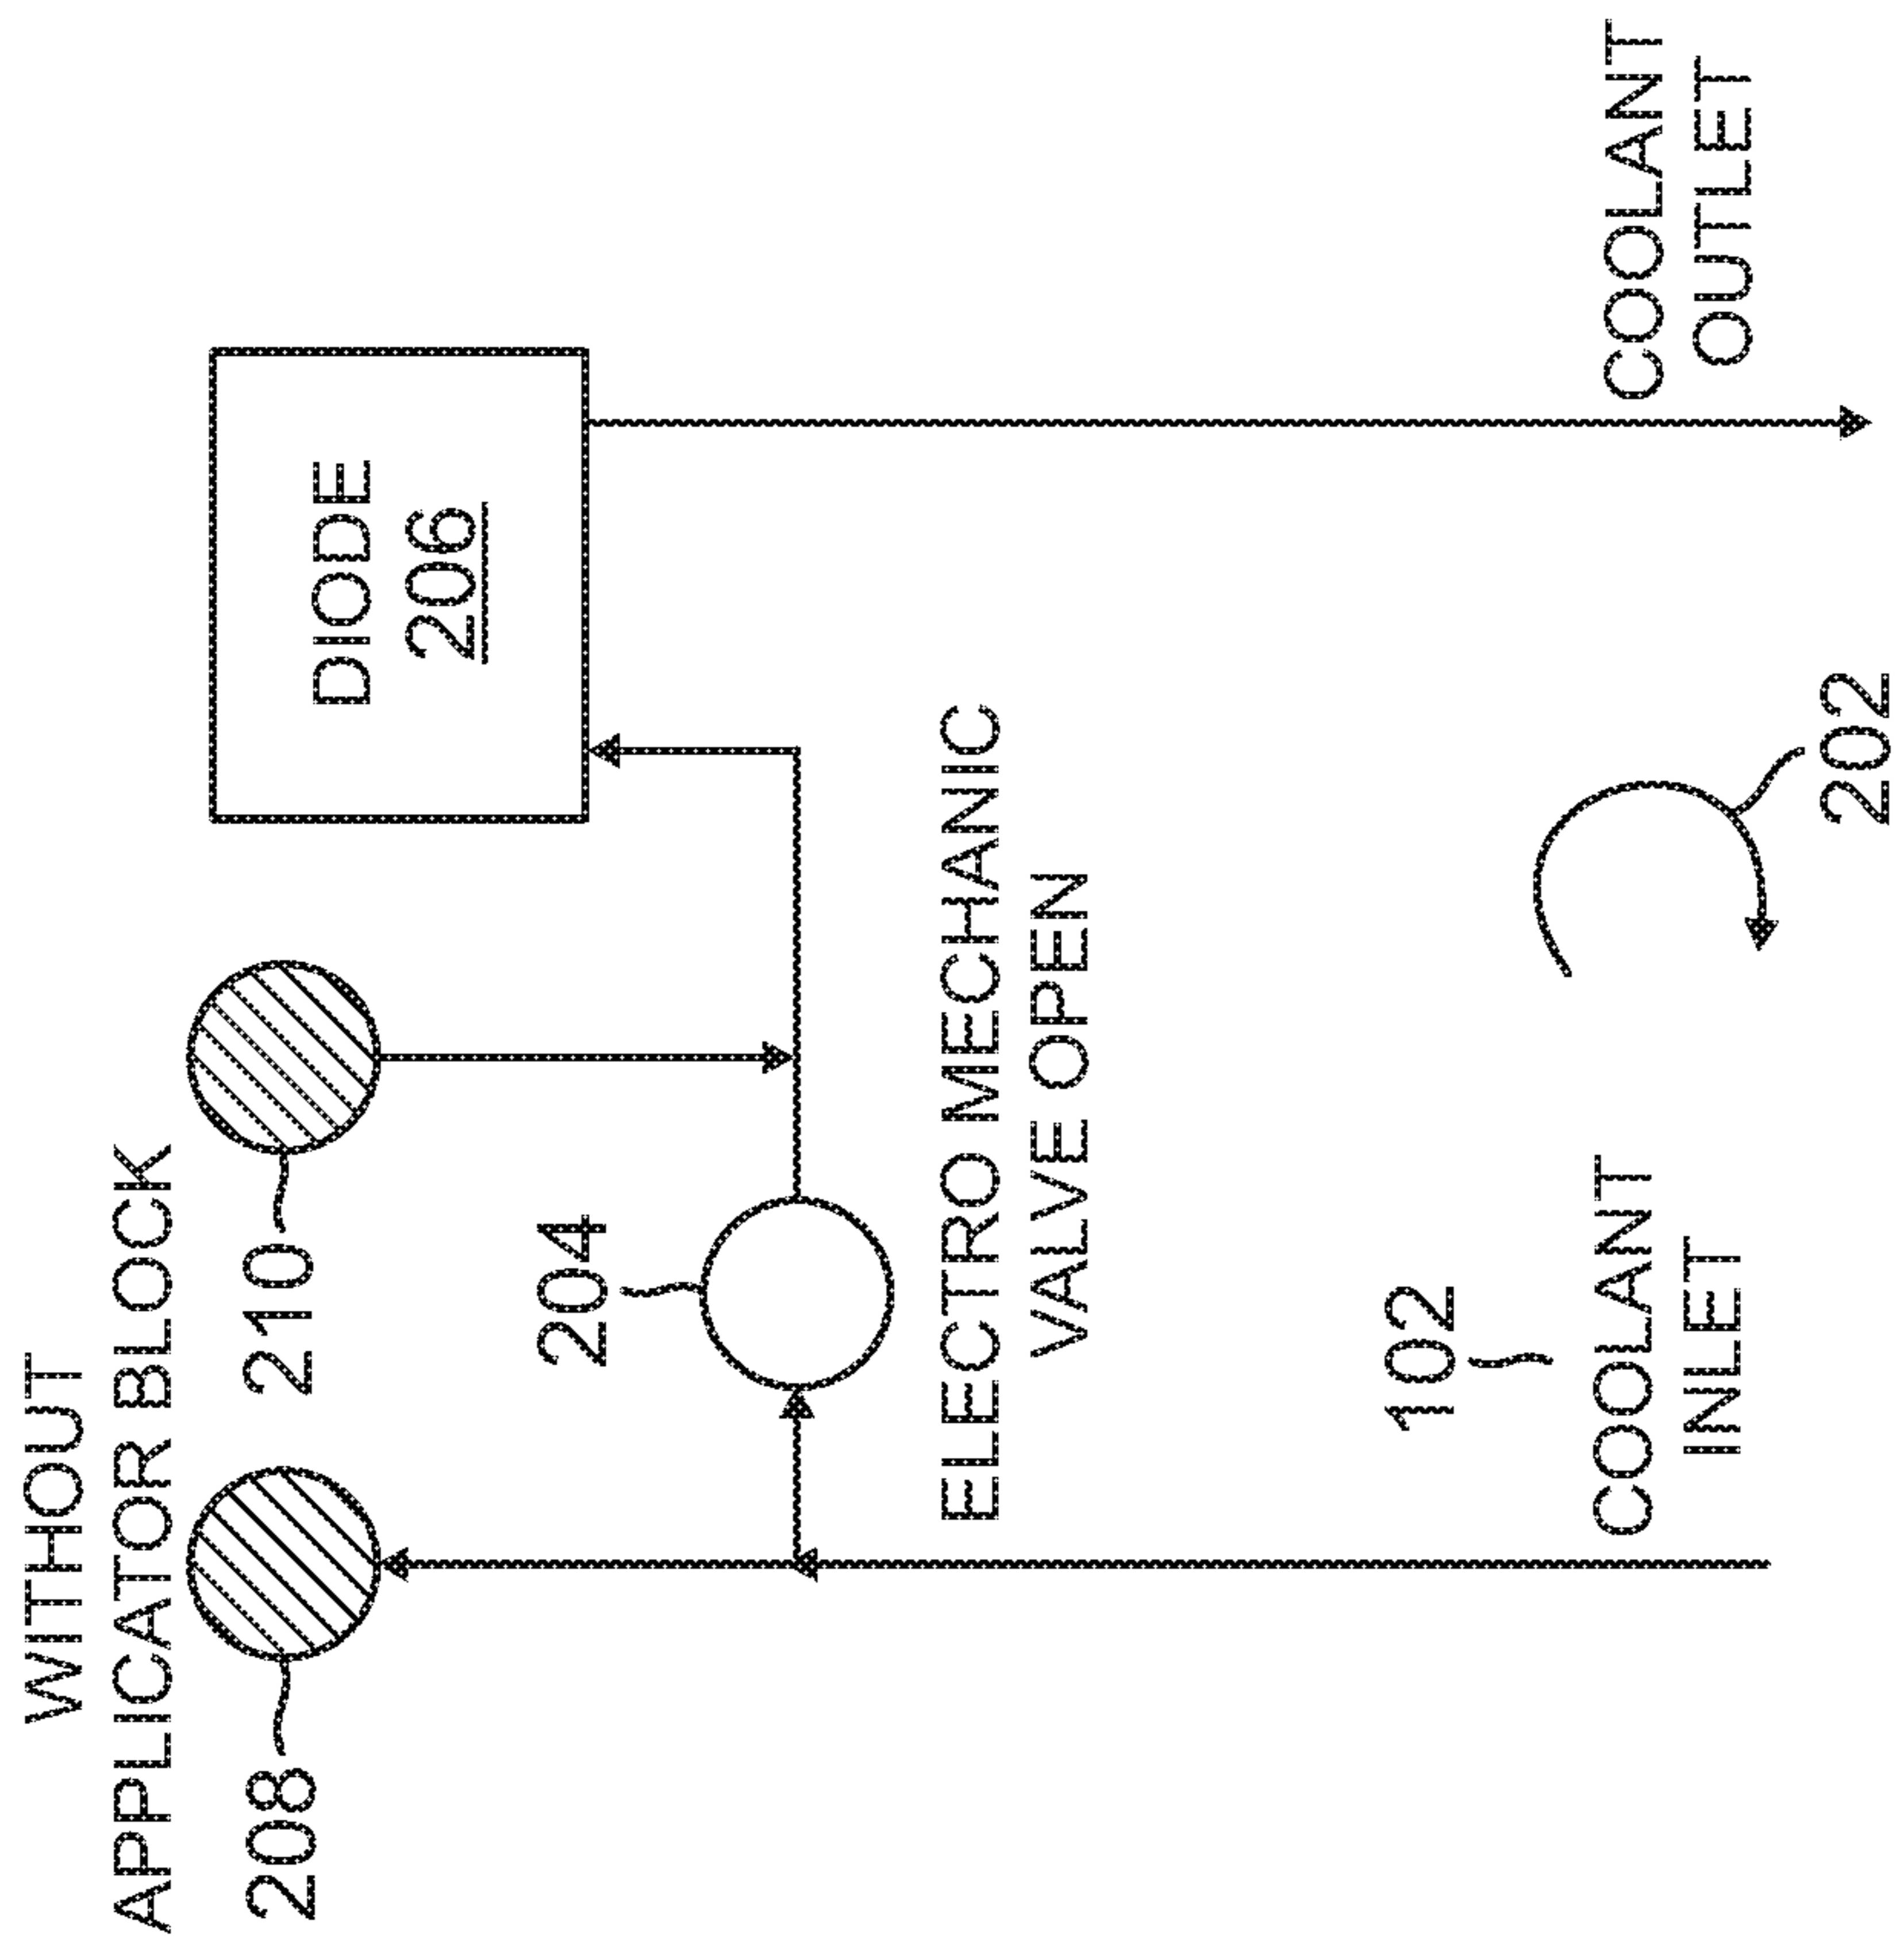 WITHOUT
APPLICATOR BLOCK
208
210
DIODE
206
204
ELECTRO MECHANIC
VALVE OPEN
102
COOLANT
INLET
COOLANT
OUTLET
202